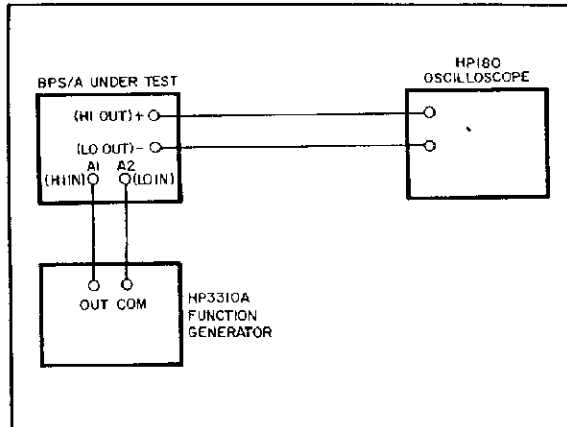 BPS/A UNDER TEST
HP180
OSCILLOSCOPE
(HI OUT)+
(LO OUT)-
A1 A2
(HI IN) (LO IN)
OUT COM
HP3310A
FUNCTION
GENERATOR